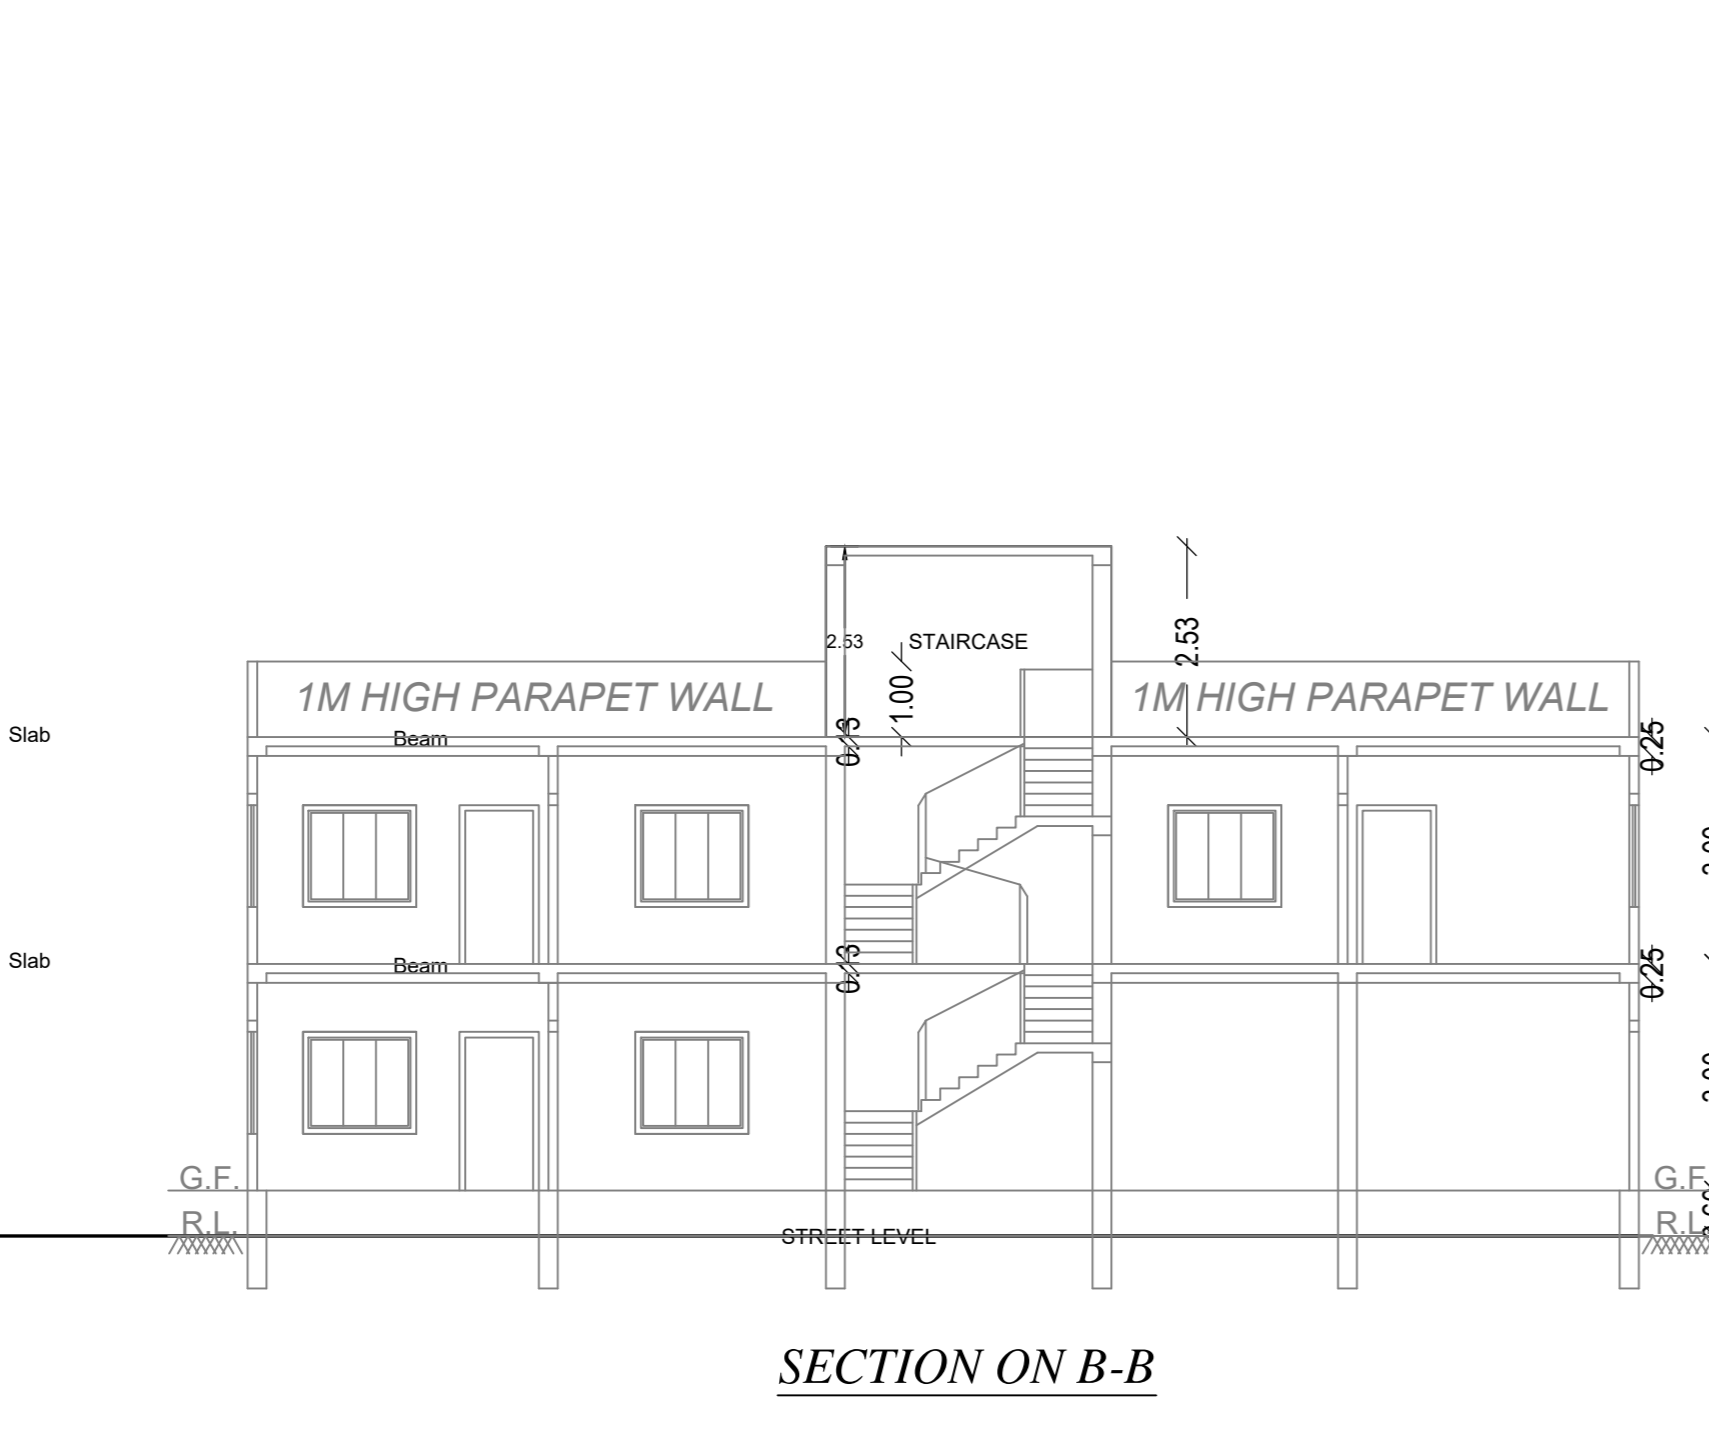 2.53
STAIRCASE
2.53
1.00
1M HIGH PARAPET WALL
1M HIGH PARAPET WALL
Slab
Beam
0.25
Slab
Beam
0.25
G.F.
G.F.
R.L.
R.L.
STREET LEVEL
SECTION ON B-B